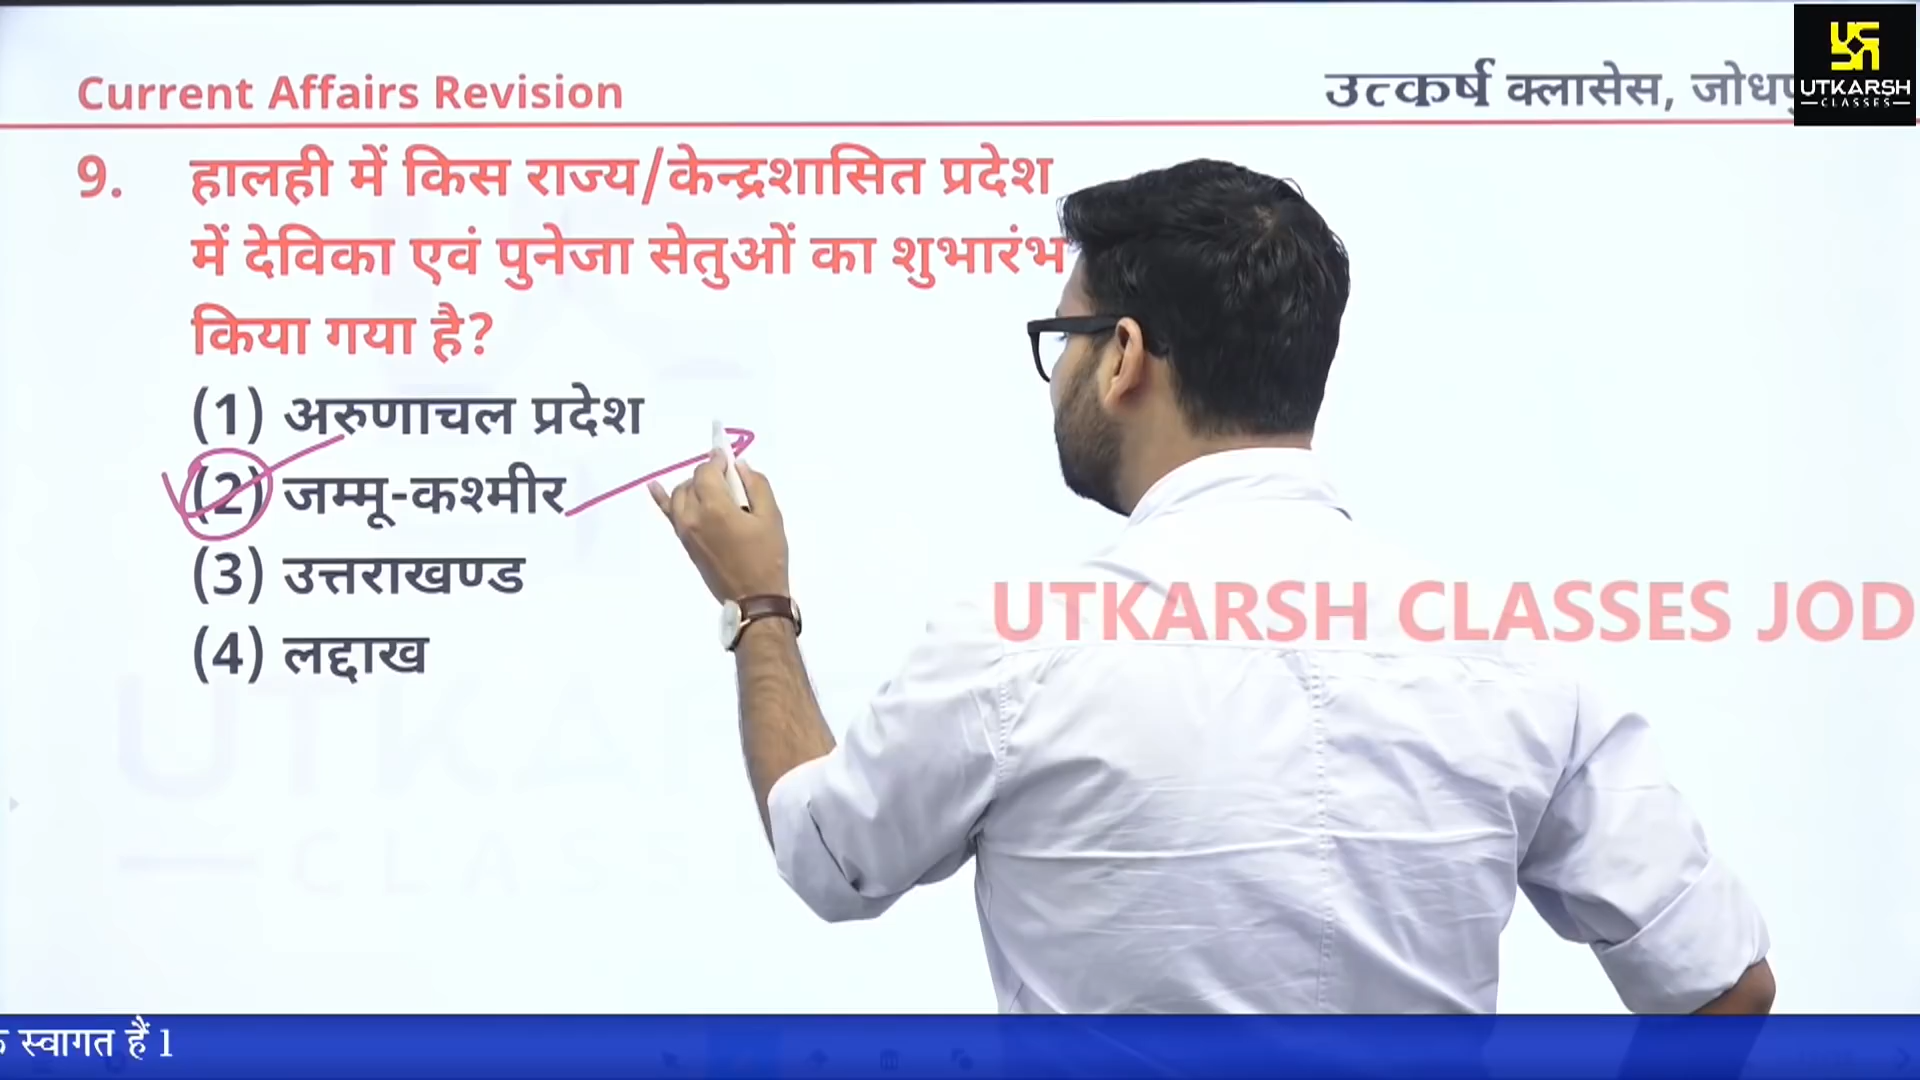 Current Affairs Revision
उत्कर्ष क्लासेस,
UTKARSH
CLASSES
9. हालही में किस राज्य/केन्द्रशासित प्रदेश
में देविका एवं पुनेजा सेतुओं का शुभारंभ
किया गया है?
(1) अरुणाचल प्रदेश
(2) जम्मू-कश्मीर
(3) उत्तराखण्ड
(4) लद्दाख
UTKARSH CLASSES JOD
स्वागत हैं 1